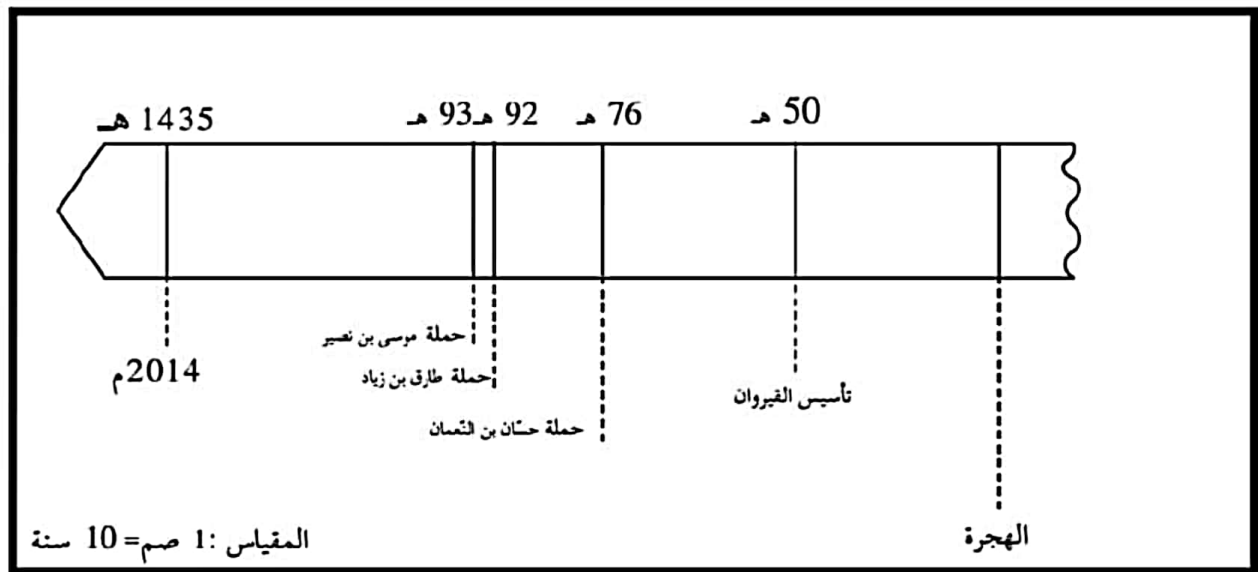 50 هـ
76 هـ
92 هـ
93 هـ
1435 هـ
حملة موسى بن نصير
2014م
حملة طارق بن زياد
تأسيس القيروان
حملة حسّان بن النّعمان
الهجرة
المقياس :1 صم=10 سنة